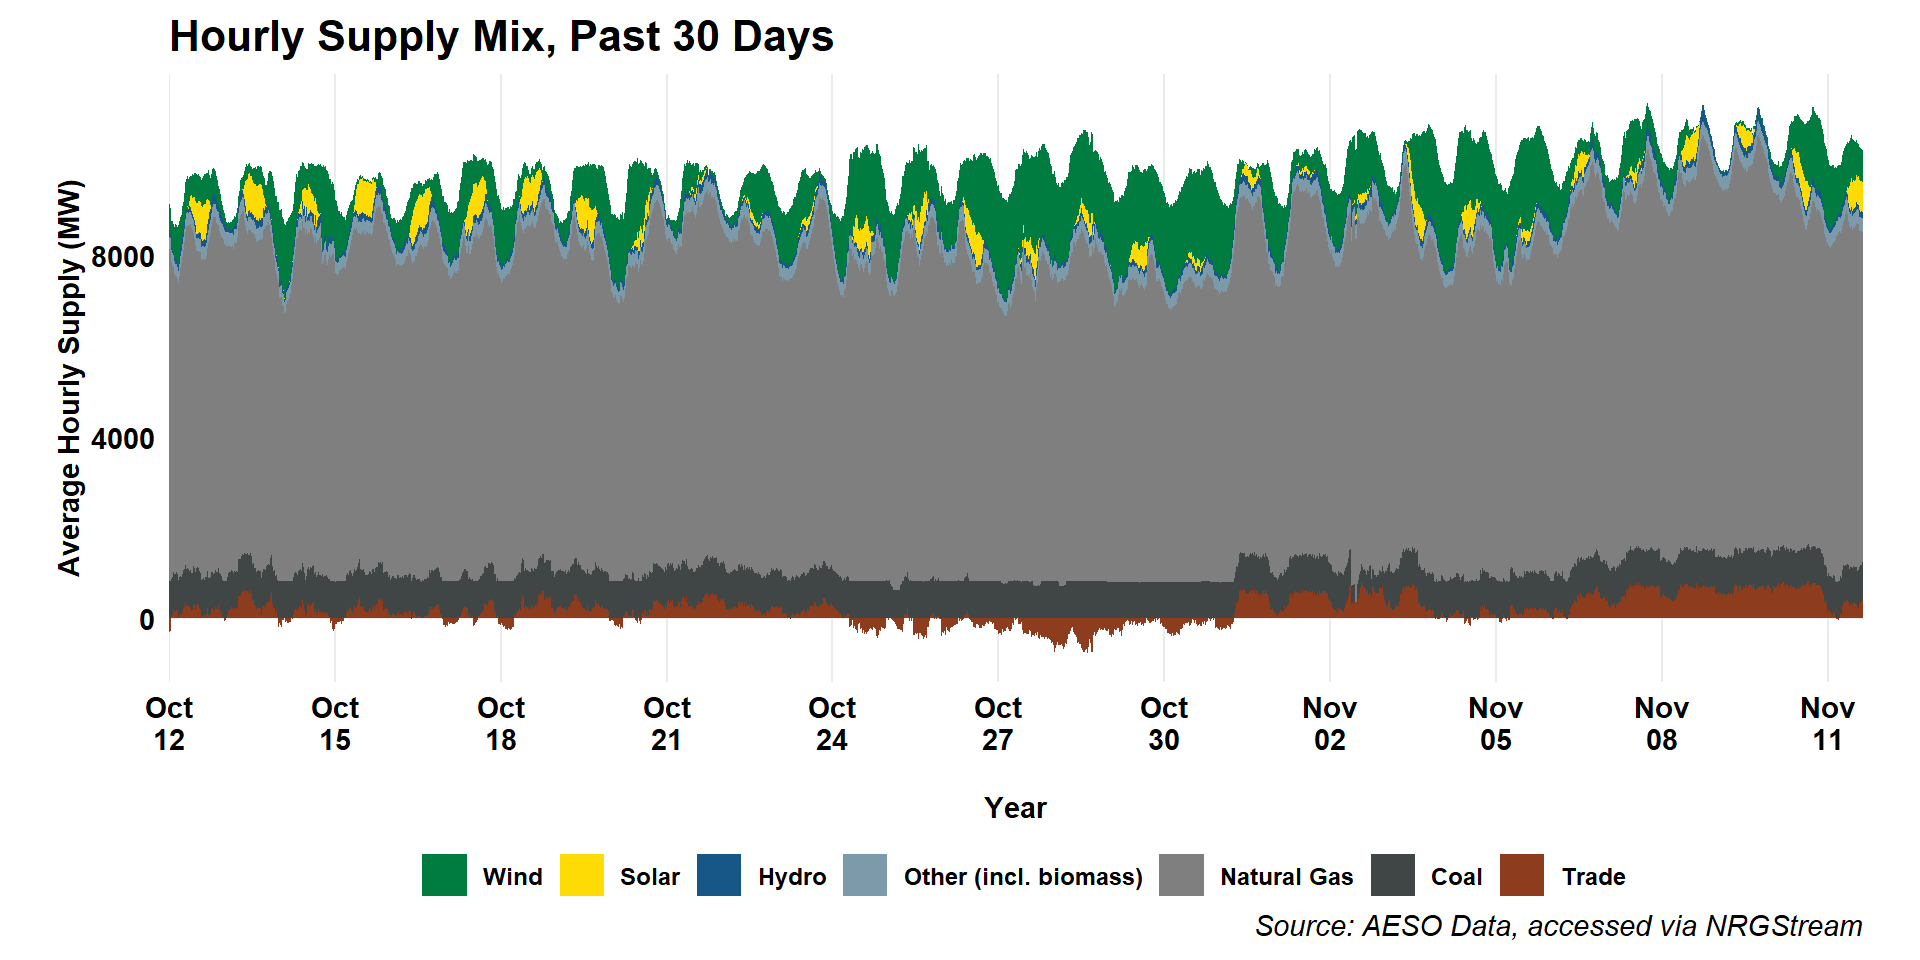 Hourly Supply Mix, Past 30 Days
Average Hourly Supply (MW)
8000
4000
0
Oct 12
Oct 15
Oct 18
Oct 21
Oct 24
Oct 27
Oct 30
Nov 02
Nov 05
Nov 08
Nov 11
Year
Wind Solar Hydro Other (incl. biomass) Natural Gas Coal Trade
Source: AESO Data, accessed via NRGStream